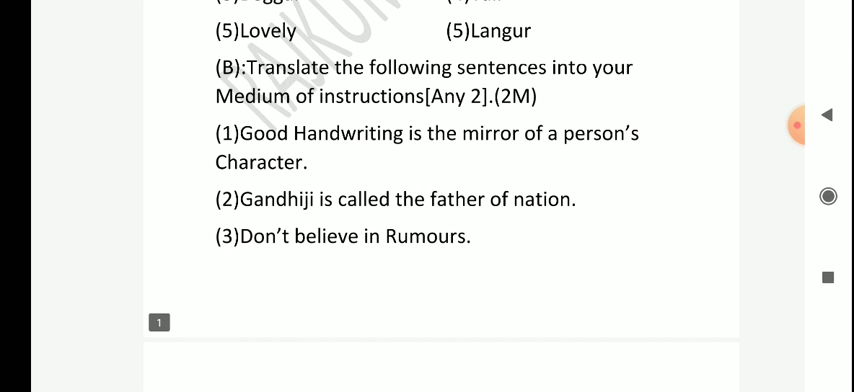 (5)Lovely (5)Langur
(B):Translate the following sentences into your
Medium of instructions[Any 2].(2M)
(1)Good Handwriting is the mirror of a person’s
Character.
(2)Gandhiji is called the father of nation.
(3)Don’t believe in Rumours.
1